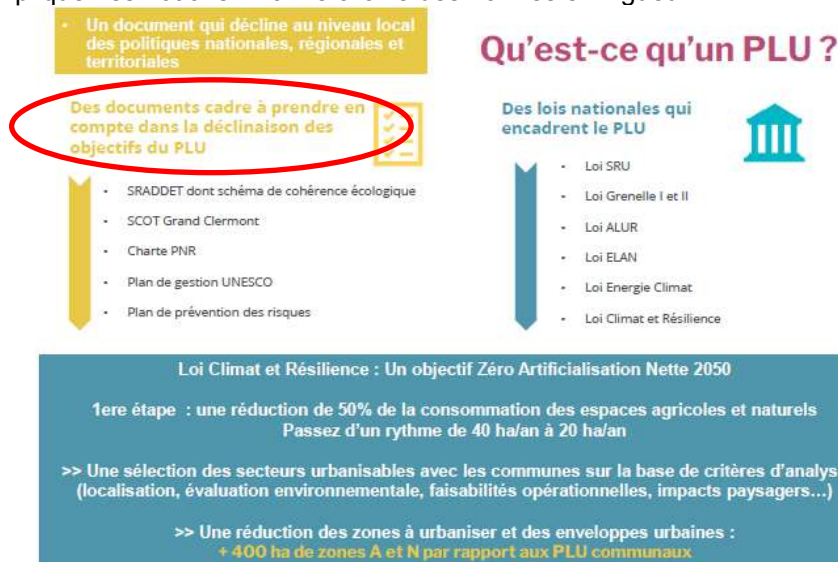 • Un document qui décline au niveau local
des politiques nationales, régionales et
territoriales
Qu'est-ce qu'un PLU ?
Des documents cadre à prendre en
compte dans la déclinaison des
objectifs du PLU
• SRADDET dont schéma de cohérence écologique
• SCOT Grand Clermont
• Charte PNR
• Plan de gestion UNESCO
• Plan de prévention des risques
Des lois nationales qui
encadrent le PLU
• Loi SRU
• Loi Grenelle I et II
• Loi ALUR
• Loi ELAN
• Loi Energie Climat
• Loi Climat et Résilience
Loi Climat et Résilience : Un objectif Zéro Artificialisation Nette 2050
1ere étape : une réduction de 50% de la consommation des espaces agricoles et naturels
Passez d'un rythme de 40 ha/an à 20 ha/an
>> Une sélection des secteurs urbanisables avec les communes sur la base de critères d'analys
(localisation, évaluation environnementale, faisabilités opérationnelles, impacts paysagers…)
>> Une réduction des zones à urbaniser et des enveloppes urbaines :
+ 400 ha de zones A et N par rapport aux PLU communaux